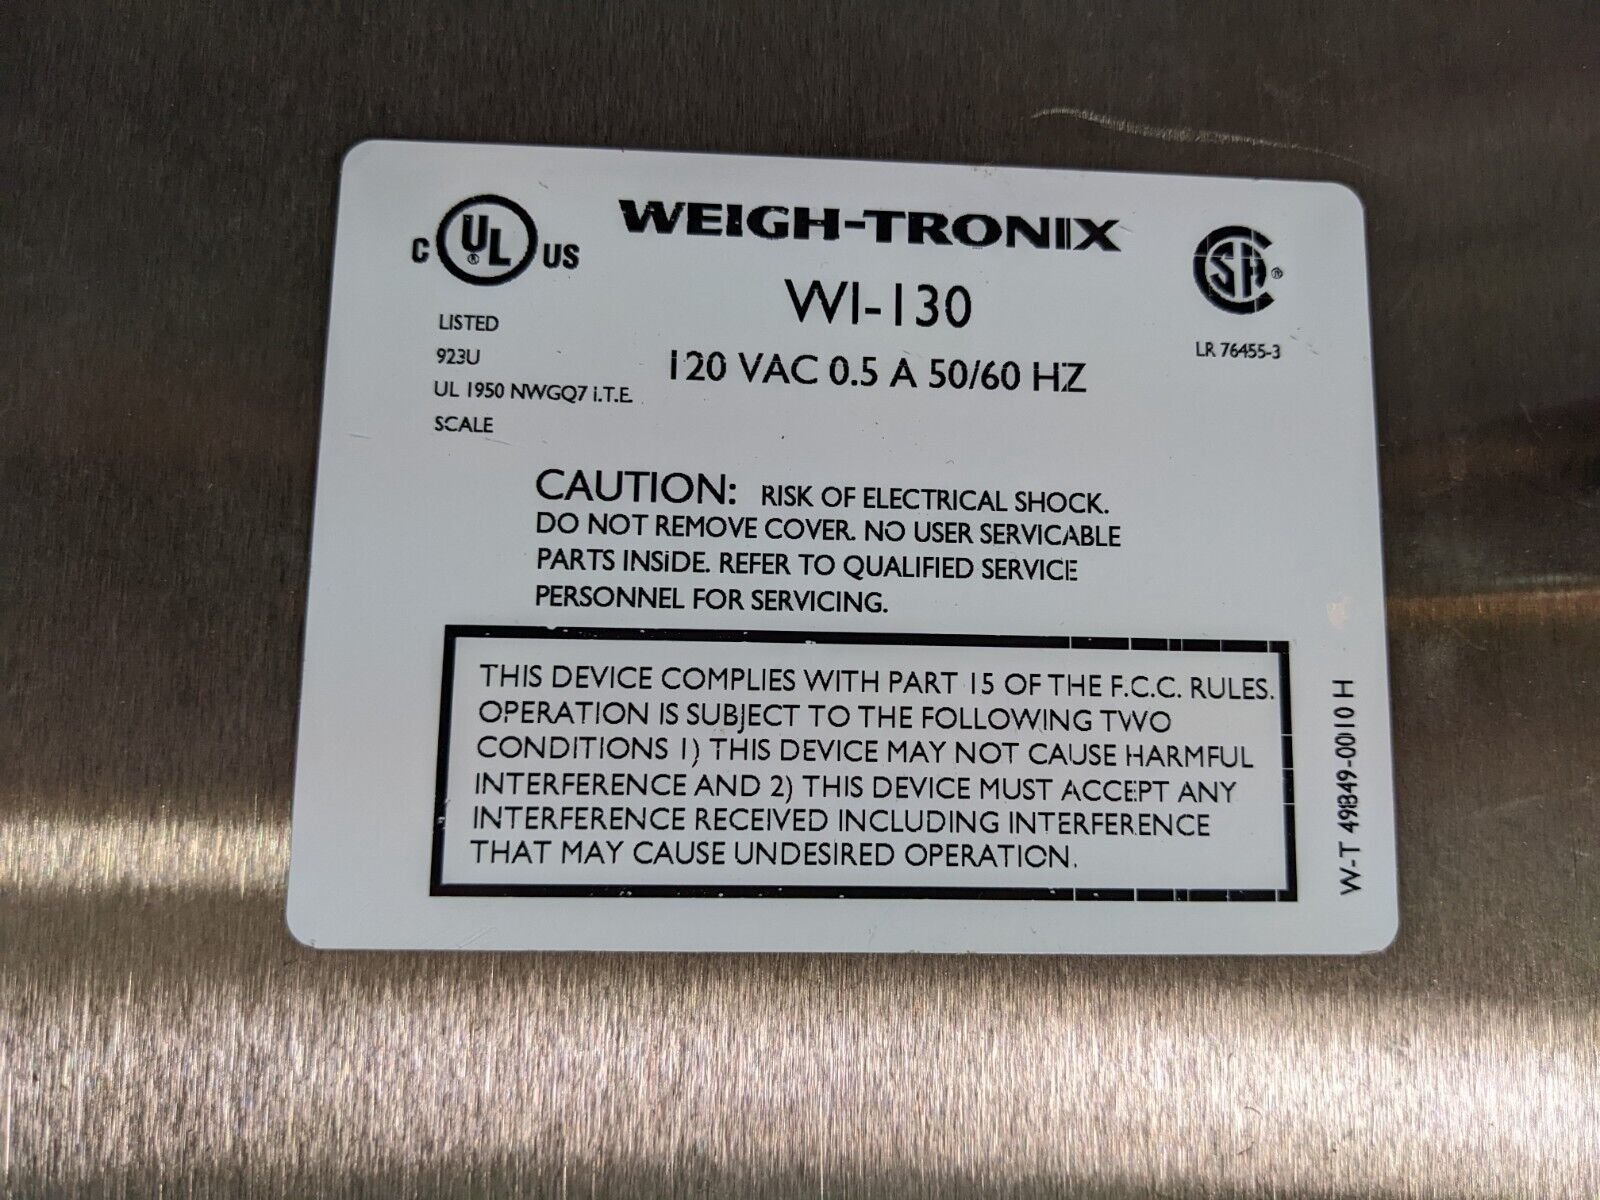 C UL® US
WEIGH-TRONIX
CSA®
WI-130
LISTED
923U
UL 1950 NWGQ7 i.T.E.
SCALE
120 VAC 0.5 A 50/60 HZ
LR 76455-3
CAUTION: RISK OF ELECTRICAL SHOCK.
DO NOT REMOVE COVER. NO USER SERVICABLE
PARTS INSIDE. REFER TO QUALIFIED SERVICE
PERSONNEL FOR SERVICING.
THIS DEVICE COMPLIES WITH PART 15 OF THE F.C.C. RULES.
OPERATION IS SUBJECT TO THE FOLLOWING TWO
CONDITIONS 1) THIS DEVICE MAY NOT CAUSE HARMFUL
INTERFERENCE AND 2) THIS DEVICE MUST ACCEPT ANY
INTERFERENCE RECEIVED INCLUDING INTERFERENCE
THAT MAY CAUSE UNDESIRED OPERATION.
W-T 49849-0010 H